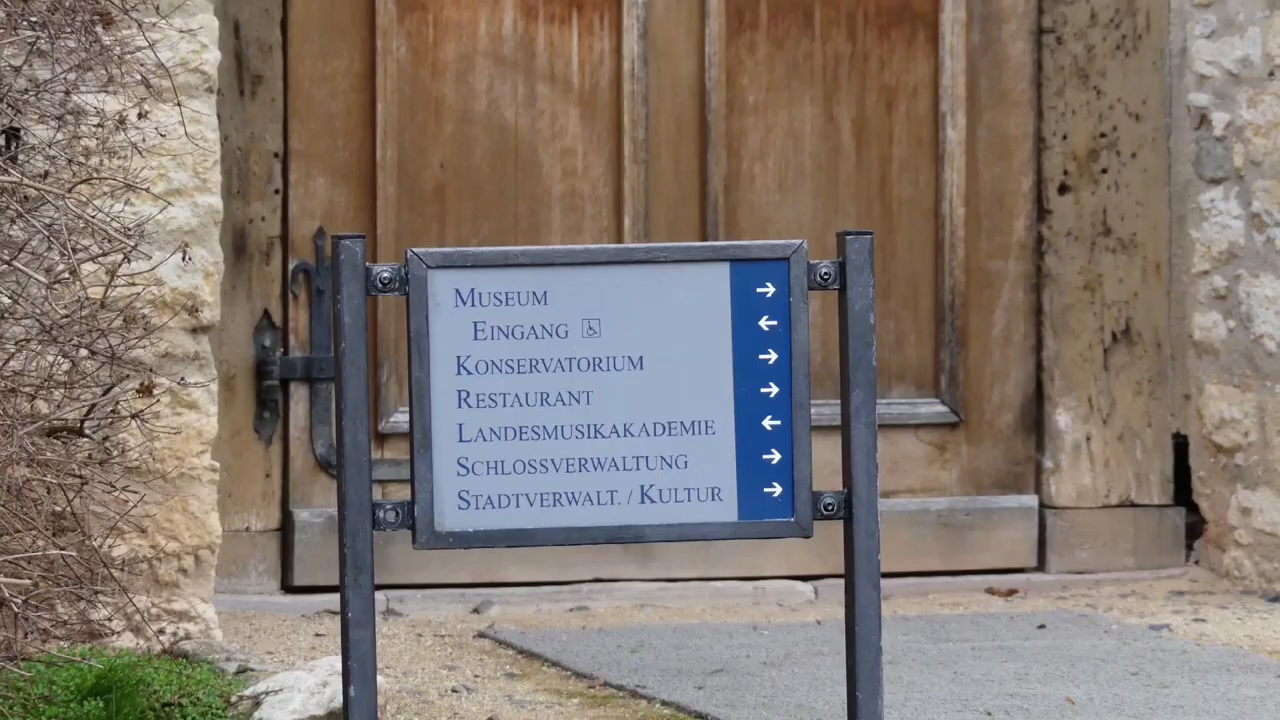 MUSEUM →
EINGANG ♿ ←
KONSERVATORIUM →
RESTAURANT →
LANDESMUSIKAKADEMIE ←
SCHLOSSVERWALTUNG →
STADTVERWALT. / KULTUR →